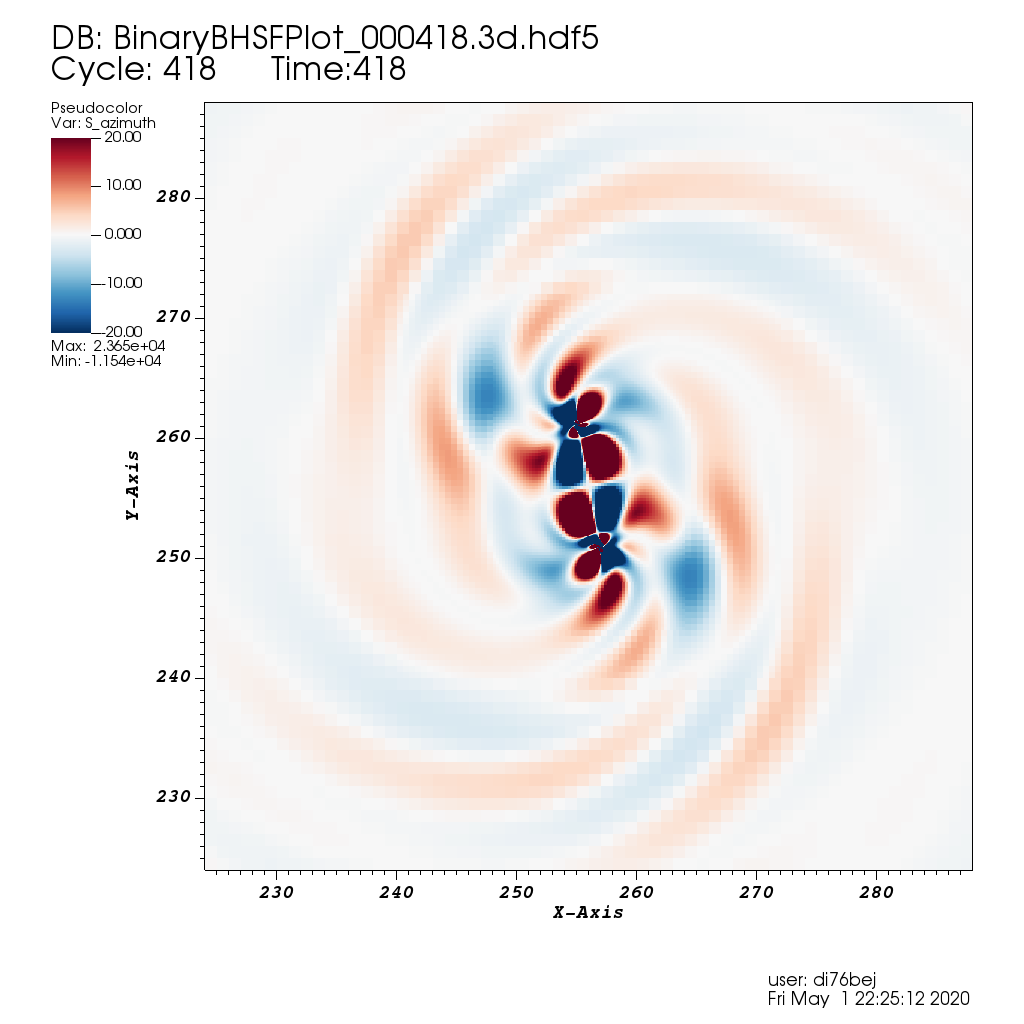 DB: BinaryBHSFPlot_000418.3d.hdf5
Cycle: 418 Time:418
Pseudocolor
Var: S_azimuth
20.00
10.00
0.000
-10.00
-20.00
Max: 2.365e+04
Min: -1.154e+04
280
270
260
250
240
230
Y-Axis
230 240 250 260 270 280
X-Axis
user: di76bej
Fri May 1 22:25:12 2020